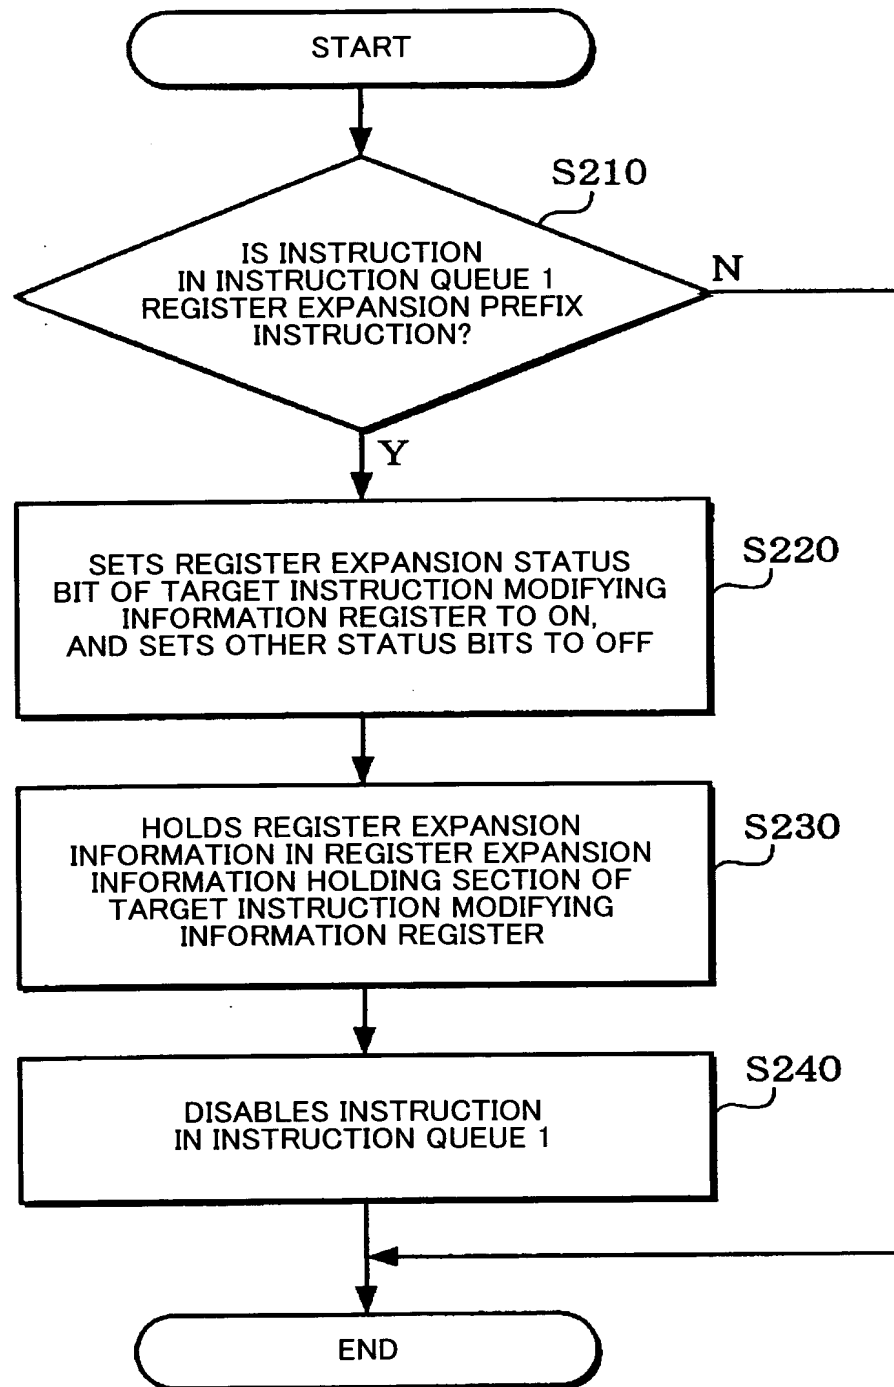 START
S210
IS INSTRUCTION
IN INSTRUCTION QUEUE 1
REGISTER EXPANSION PREFIX
INSTRUCTION?
N
Y
S220
SETS REGISTER EXPANSION STATUS
BIT OF TARGET INSTRUCTION MODIFYING
INFORMATION REGISTER TO ON,
AND SETS OTHER STATUS BITS TO OFF
S230
HOLDS REGISTER EXPANSION
INFORMATION IN REGISTER EXPANSION
INFORMATION HOLDING SECTION OF
TARGET INSTRUCTION MODIFYING
INFORMATION REGISTER
S240
DISABLES INSTRUCTION
IN INSTRUCTION QUEUE 1
END